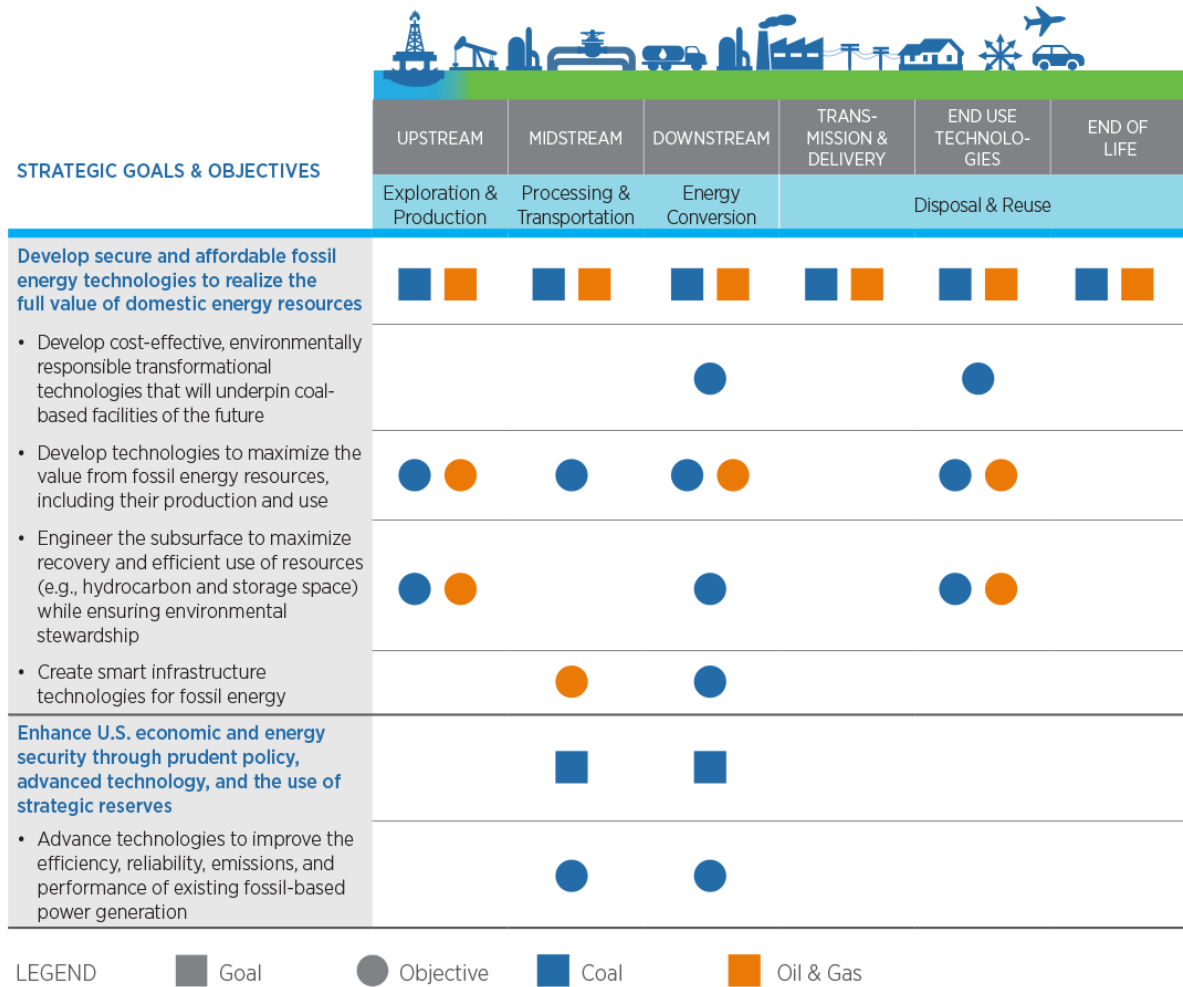 UPSTREAM
MIDSTREAM
DOWNSTREAM
TRANS-
MISSION &
DELIVERY
END USE
TECHNOLO-
GIES
END OF
LIFE
STRATEGIC GOALS & OBJECTIVES
Exploration &
Production
Processing &
Transportation
Energy
Conversion
Disposal & Reuse
Develop secure and affordable fossil
energy technologies to realize the
full value of domestic energy resources
• Develop cost-effective, environmentally
responsible transformational
technologies that will underpin coal-
based facilities of the future
• Develop technologies to maximize the
value from fossil energy resources,
including their production and use
• Engineer the subsurface to maximize
recovery and efficient use of resources
(e.g., hydrocarbon and storage space)
while ensuring environmental
stewardship
• Create smart infrastructure
technologies for fossil energy
Enhance U.S. economic and energy
security through prudent policy,
advanced technology, and the use of
strategic reserves
• Advance technologies to improve the
efficiency, reliability, emissions, and
performance of existing fossil-based
power generation
LEGEND
Goal
Objective
Coal
Oil & Gas